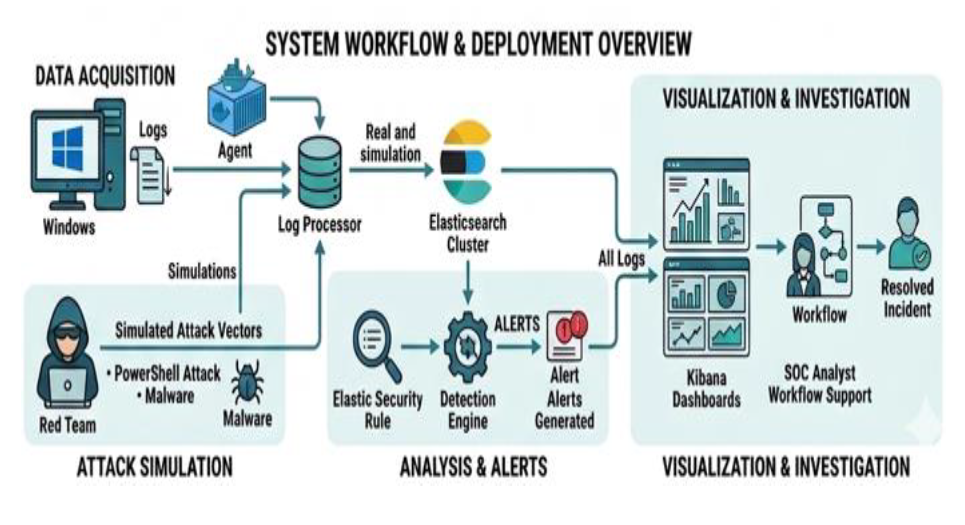 SYSTEM WORKFLOW & DEPLOYMENT OVERVIEW
DATA ACQUISITION
Logs
Windows
Agent
Log Processor
Real and
simulation
Elasticsearch
Cluster
Simulations
Simulated Attack Vectors
• PowerShell Attack
• Malware
Red Team
Malware
ATTACK SIMULATION
Elastic Security
Rule
Detection
Engine
ALERTS
Alert
Alerts
Generated
ANALYSIS & ALERTS
All Logs
VISUALIZATION & INVESTIGATION
Kibana
Dashboards
Workflow
SOC Analyst
Workflow Support
Resolved
Incident
VISUALIZATION & INVESTIGATION